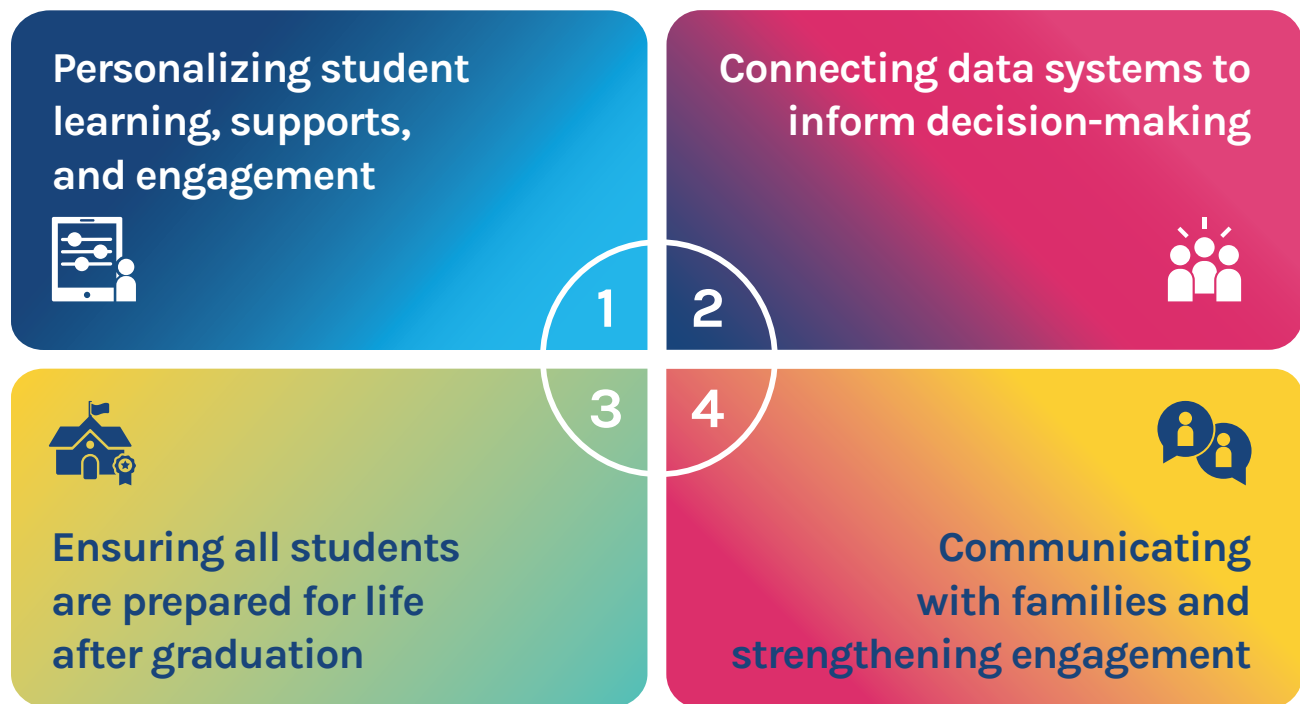 Personalizing student
learning, supports,
and engagement
1
Connecting data systems to
inform decision-making
2
3
Ensuring all students
are prepared for life
after graduation
4
Communicating
with families and
strengthening engagement